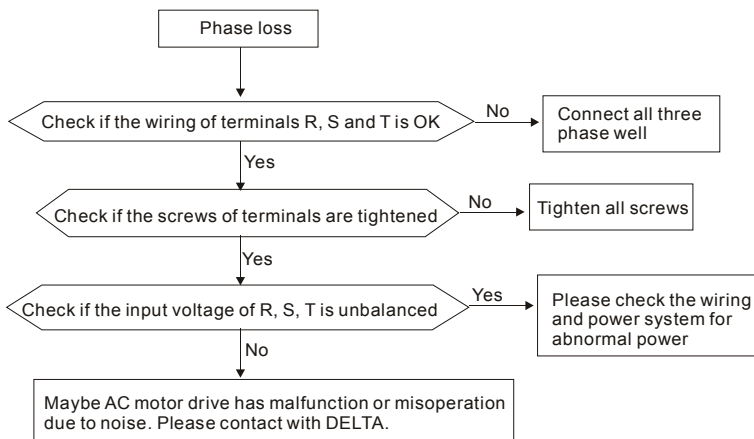 Phase loss
Check if the wiring of terminals R, S and T is OK
No
Connect all three
phase well
Yes
Check if the screws of terminals are tightened
No
Tighten all screws
Yes
Check if the input voltage of R, S, T is unbalanced
Yes
Please check the wiring
and power system for
abnormal power
No
Maybe AC motor drive has malfunction or misoperation
due to noise. Please contact with DELTA.